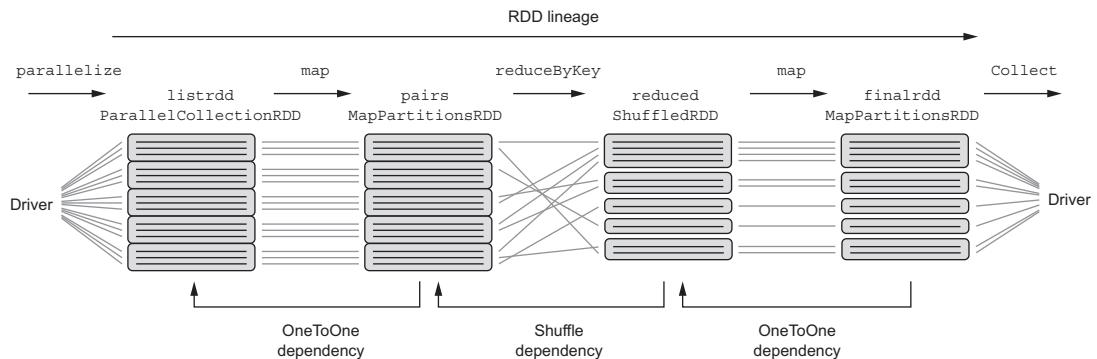 RDD lineage
parallelize
map
reduceByKey
map
Collect
listrdd
ParallelCollectionRDD
pairs
MapPartitionsRDD
reduced
ShuffledRDD
finalrdd
MapPartitionsRDD
Driver
Driver
OneToOne
dependency
Shuffle
dependency
OneToOne
dependency